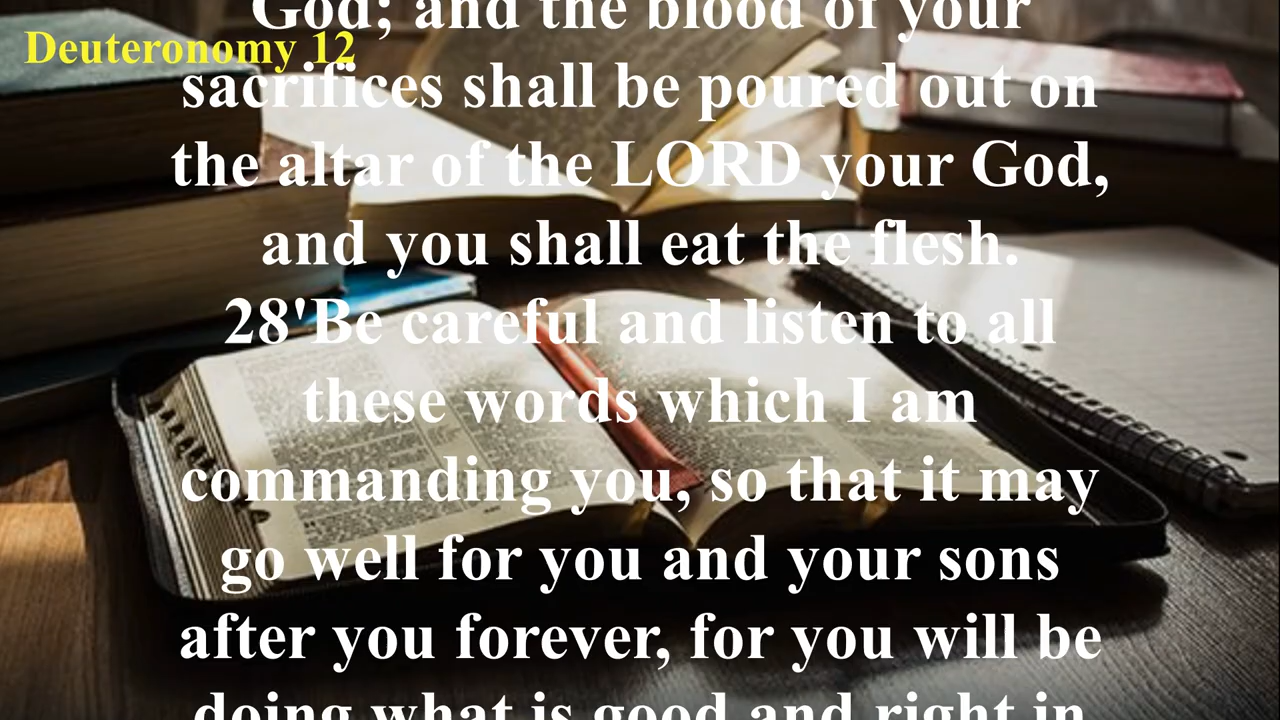 God; and the blood of your
Deuteronomy 12
sacrifices shall be poured out on
the altar of the LORD your God,
and you shall eat the flesh.
28'Be careful and listen to all
these words which I am
commanding you, so that it may
go well for you and your sons
after you forever, for you will be
doing what is good and right in